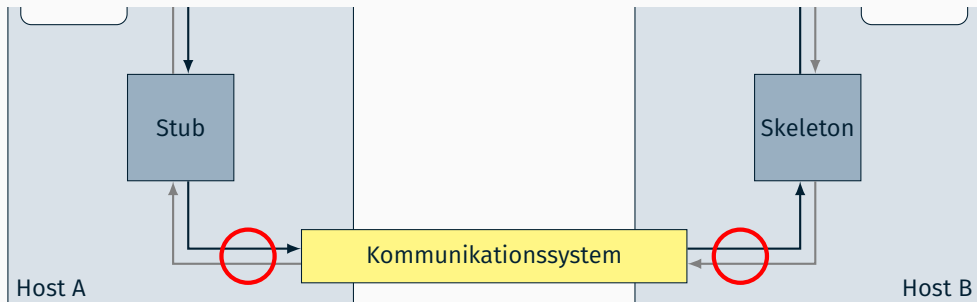 Stub
Skeleton
Kommunikationssystem
Host A
Host B